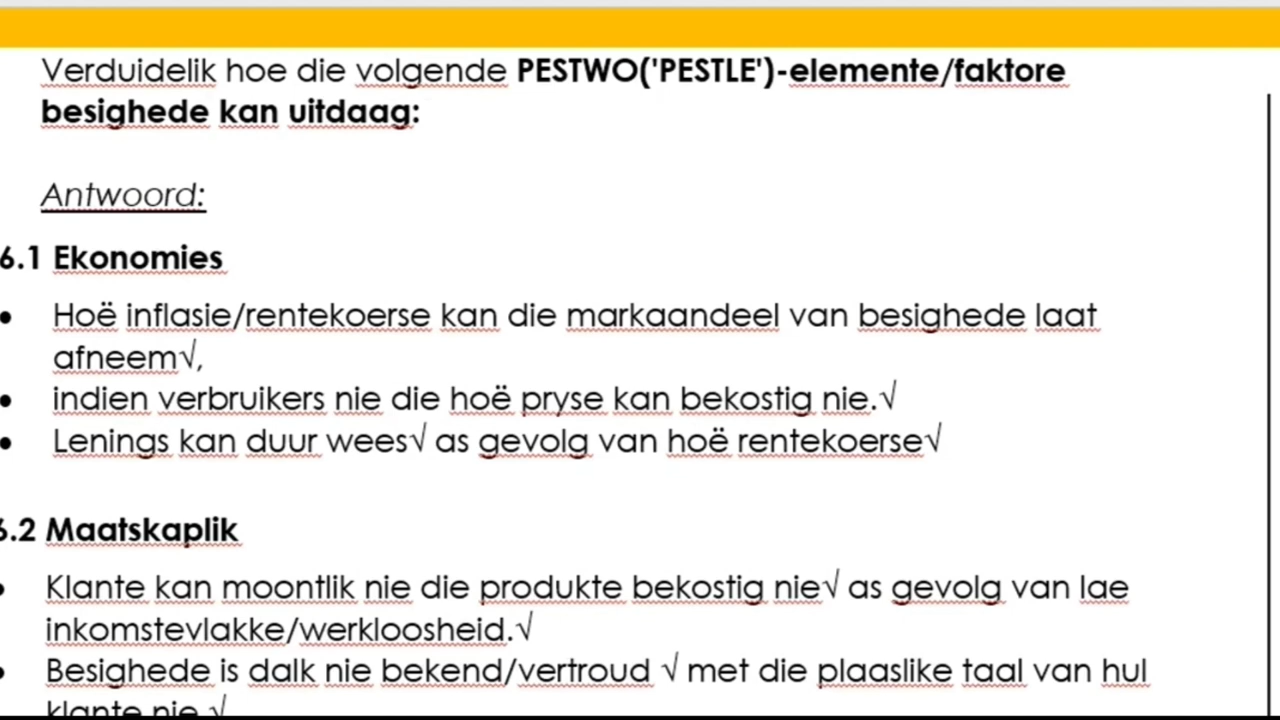 Verduidelik hoe die volgende PESTWO('PESTLE')-elemente/faktore
besighede kan uitdaag:
Antwoord:
6.1 Ekonomies
• Hoë inflasie/rentekoerse kan die markaandeel van besighede laat
afneem√,
• indien verbruikers nie die hoë pryse kan bekostig nie.√
• Lenings kan duur wees√ as gevolg van hoë rentekoerse√
6.2 Maatskaplik
• Klante kan moontlik nie die produkte bekostig nie√ as gevolg van lae
inkomstevlakke/werkloosheid.√
• Besighede is dalk nie bekend/vertroud √ met die plaaslike taal van hul
klante nie.√